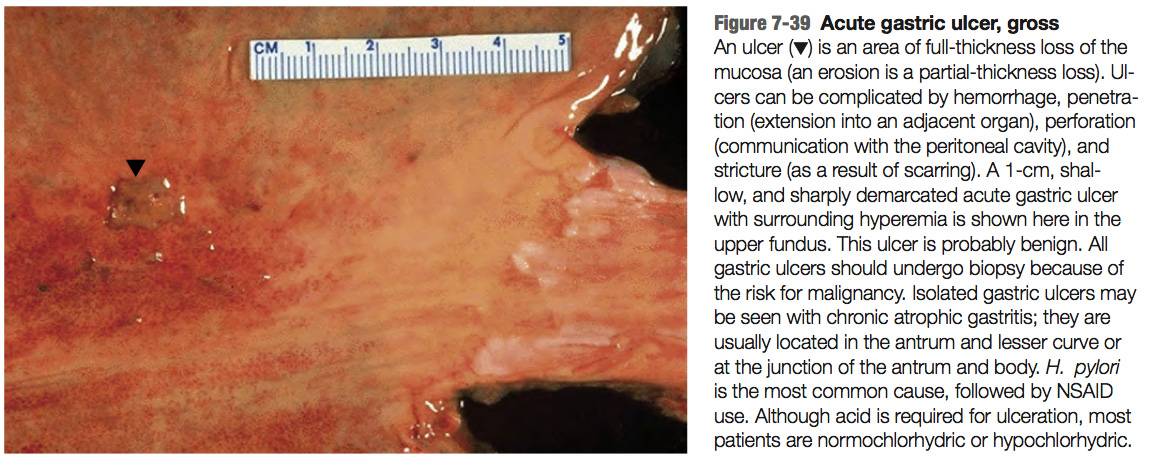 CM 1 2 3 4 5
Figure 7-39 Acute gastric ulcer, gross
An ulcer (▼) is an area of full-thickness loss of the
mucosa (an erosion is a partial-thickness loss). Ul-
cers can be complicated by hemorrhage, penetra-
tion (extension into an adjacent organ), perforation
(communication with the peritoneal cavity), and
stricture (as a result of scarring). A 1-cm, shal-
low, and sharply demarcated acute gastric ulcer
with surrounding hyperemia is shown here in the
upper fundus. This ulcer is probably benign. All
gastric ulcers should undergo biopsy because of
the risk for malignancy. Isolated gastric ulcers may
be seen with chronic atrophic gastritis; they are
usually located in the antrum and lesser curve or
at the junction of the antrum and body. H. pylori
is the most common cause, followed by NSAID
use. Although acid is required for ulceration, most
patients are normochlorhydric or hypochlorhydric.